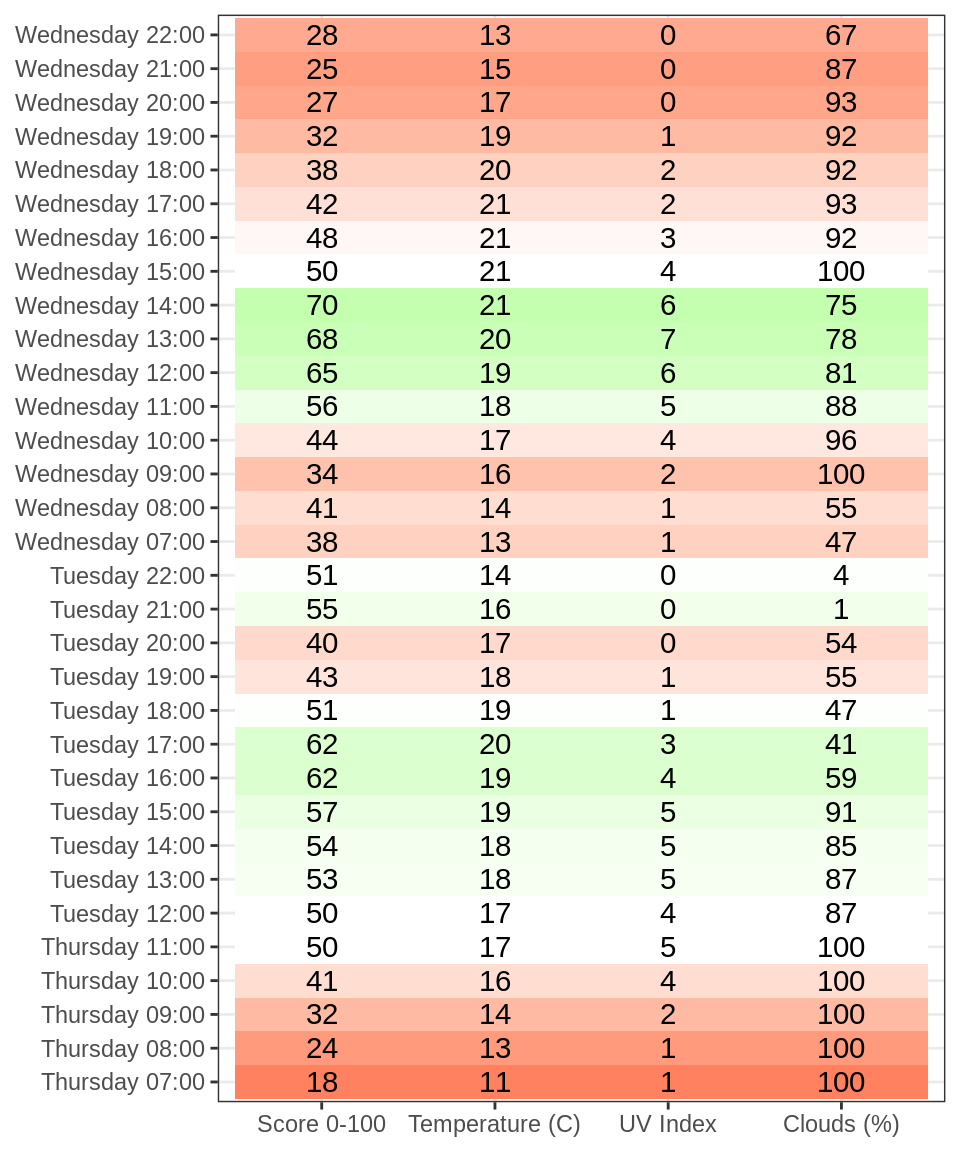 Wednesday 22:00 28 13 0 67
Wednesday 21:00 25 15 0 87
Wednesday 20:00 27 17 0 93
Wednesday 19:00 32 19 1 92
Wednesday 18:00 38 20 2 92
Wednesday 17:00 42 21 2 93
Wednesday 16:00 48 21 3 92
Wednesday 15:00 50 21 4 100
Wednesday 14:00 70 21 6 75
Wednesday 13:00 68 20 7 78
Wednesday 12:00 65 19 6 81
Wednesday 11:00 56 18 5 88
Wednesday 10:00 44 17 4 96
Wednesday 09:00 34 16 2 100
Wednesday 08:00 41 14 1 55
Wednesday 07:00 38 13 1 47
Tuesday 22:00 51 14 0 4
Tuesday 21:00 55 16 0 1
Tuesday 20:00 40 17 0 54
Tuesday 19:00 43 18 1 55
Tuesday 18:00 51 19 1 47
Tuesday 17:00 62 20 3 41
Tuesday 16:00 62 19 4 59
Tuesday 15:00 57 19 5 91
Tuesday 14:00 54 18 5 85
Tuesday 13:00 53 18 5 87
Tuesday 12:00 50 17 4 87
Thursday 11:00 50 17 5 100
Thursday 10:00 41 16 4 100
Thursday 09:00 32 14 2 100
Thursday 08:00 24 13 1 100
Thursday 07:00 18 11 1 100
Score 0-100 Temperature (C) UV Index Clouds (%)